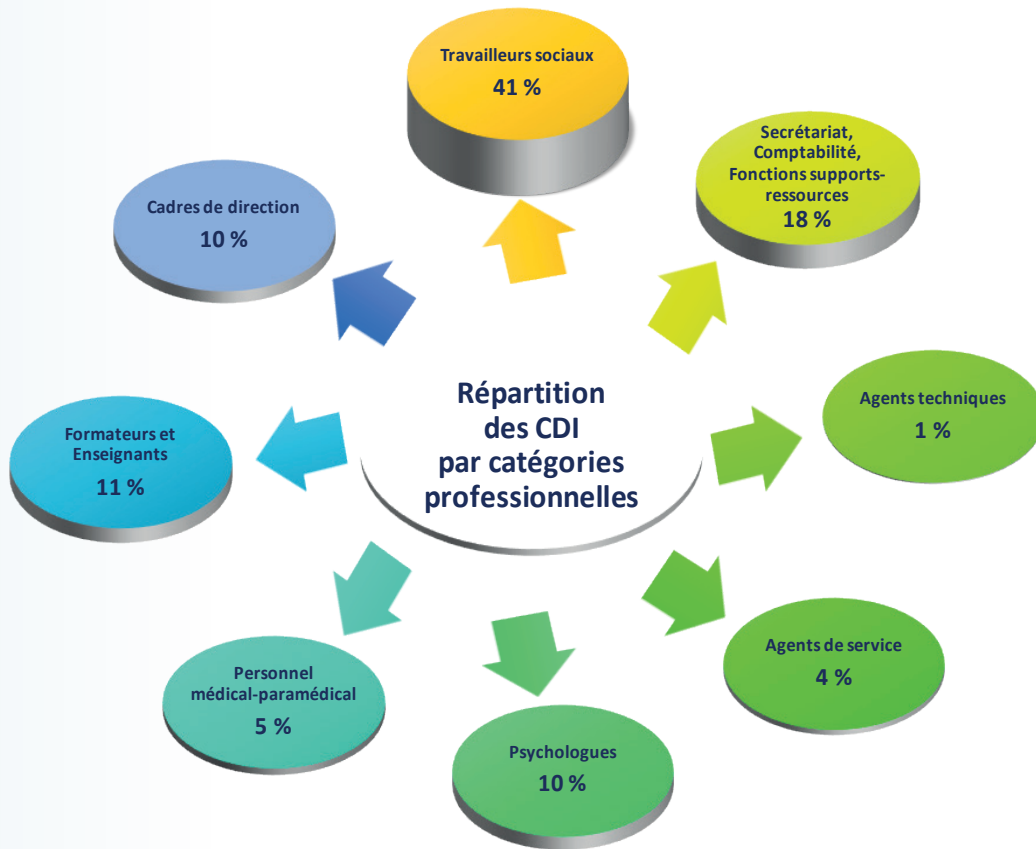 Travailleurs sociaux
41 %
Secrétariat,
Comptabilité,
Fonctions supports-
ressources
18 %
Cadres de direction
10 %
Agents techniques
1 %
Répartition
des CDI
par catégories
professionnelles
Formateurs et
Enseignants
11 %
Agents de service
4 %
Personnel
médical-paramédical
5 %
Psychologues
10 %